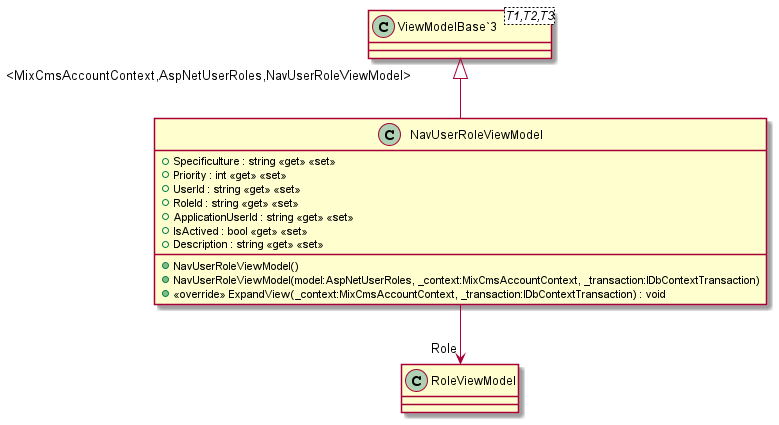 T1,T2,T3
C ViewModelBase`3
<MixCmsAccountContext,AspNetUserRoles,NavUserRoleViewModel>
C NavUserRoleViewModel
Specificulture : string «get» «set»
Priority : int «get» «set»
UserId : string «get» «set»
RoleId : string «get» «set»
ApplicationUserId : string «get» «set»
IsActived : bool «get» «set»
Description : string «get» «set»
NavUserRoleViewModel()
NavUserRoleViewModel(model:AspNetUserRoles, _context:MixCmsAccountContext, _transaction:IDbContextTransaction)
«override» ExpandView(_context:MixCmsAccountContext, _transaction:IDbContextTransaction) : void
Role
C RoleViewModel